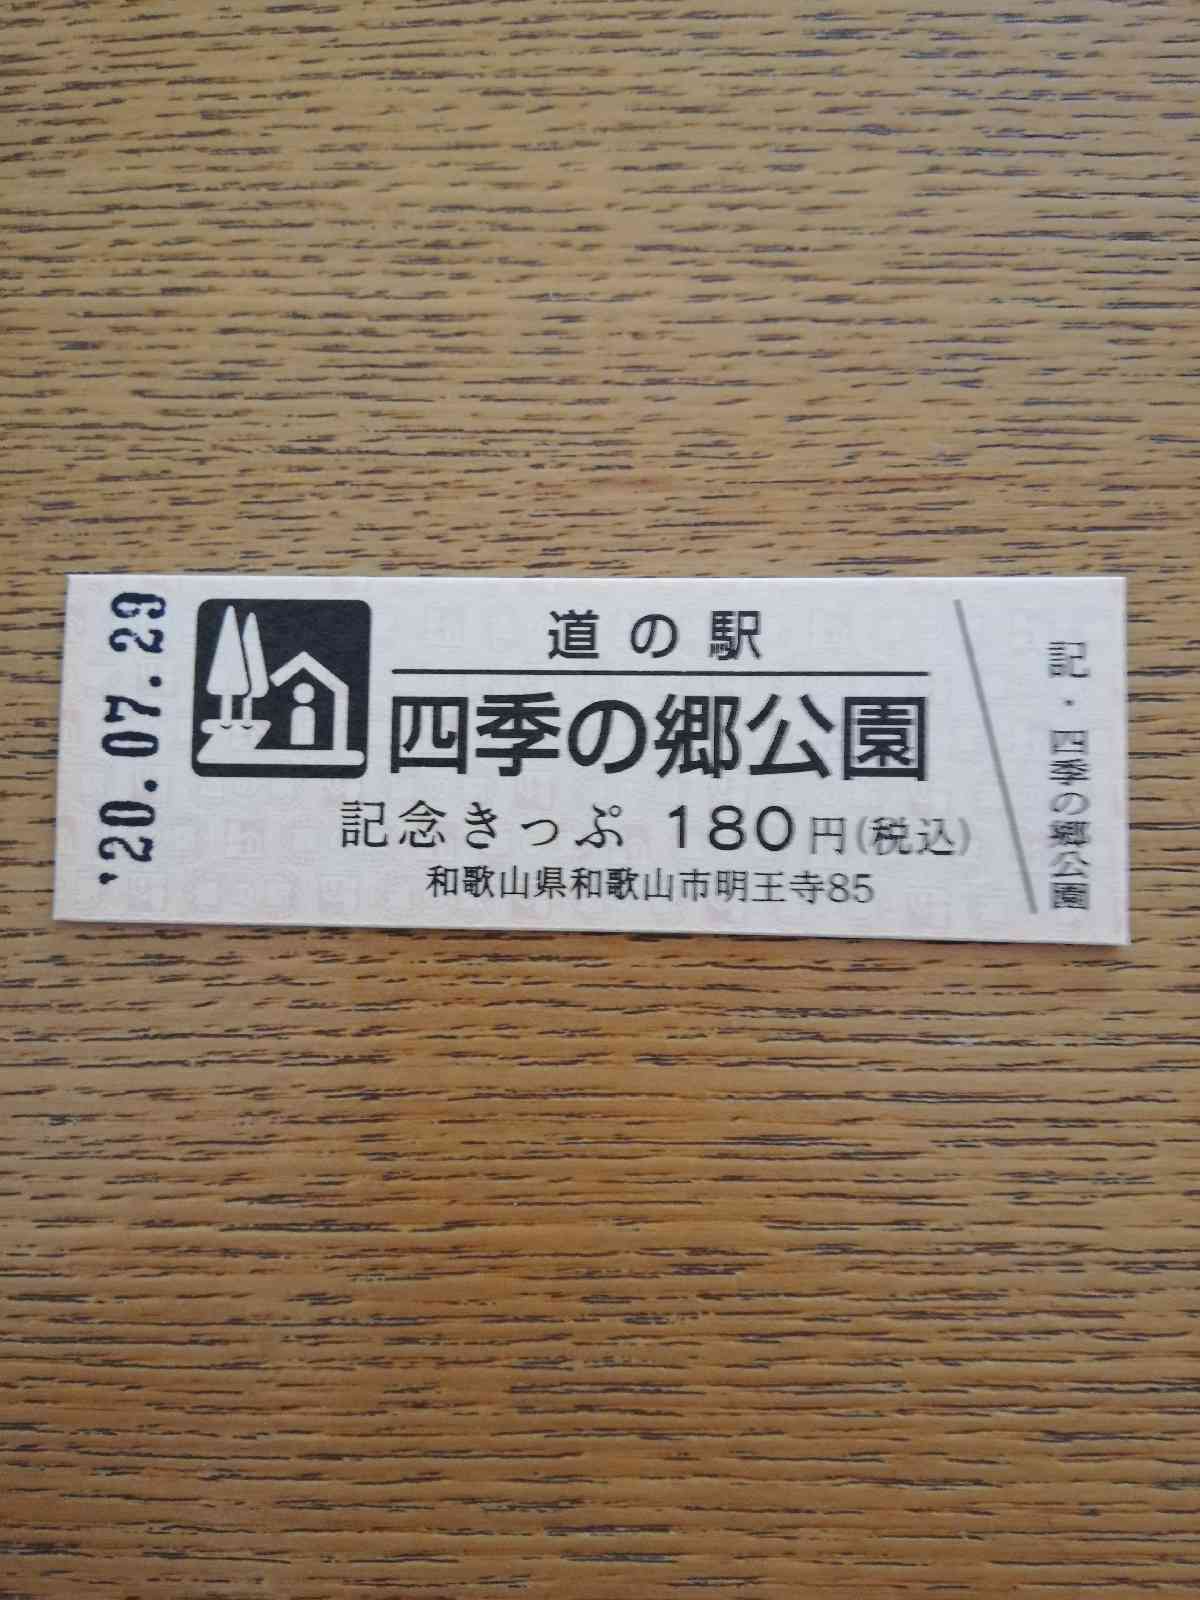 '20.07.23
道の駅
四季の郷公園
記念きっぷ 180円(税込)
和歌山県和歌山市明王寺85
記・四季の郷公園